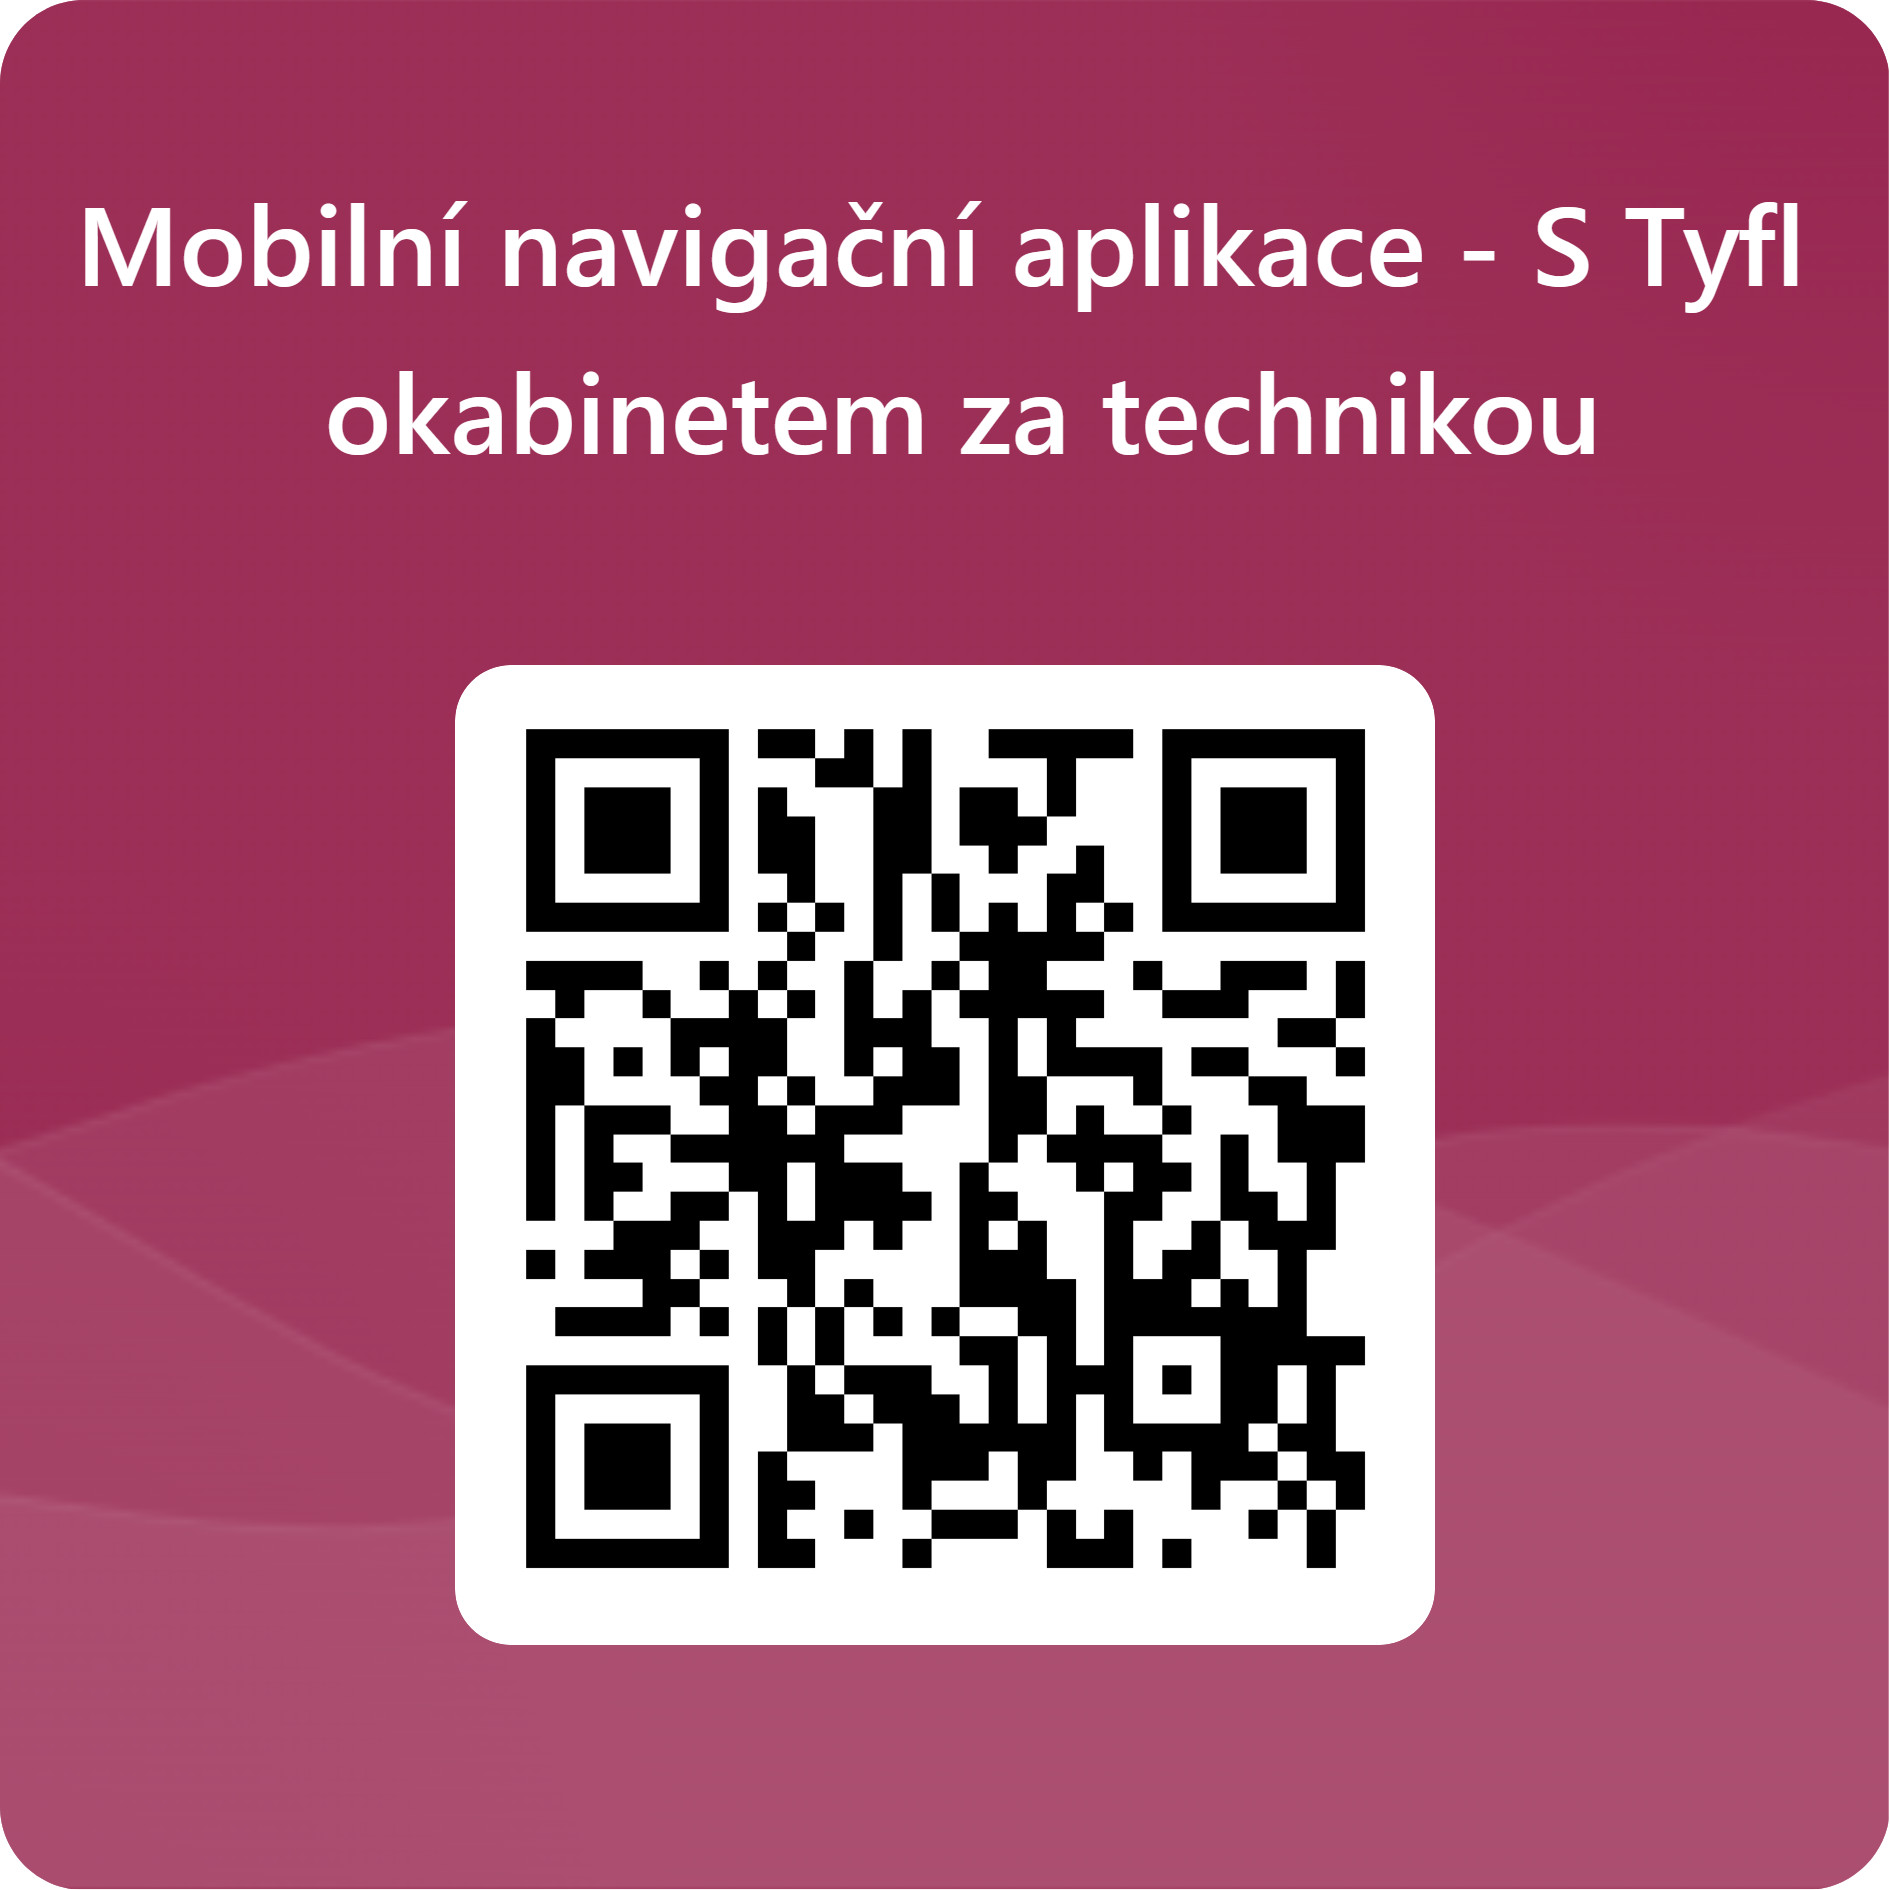 Mobilní navigační aplikace - S Tyfl
okabinetem za technikou